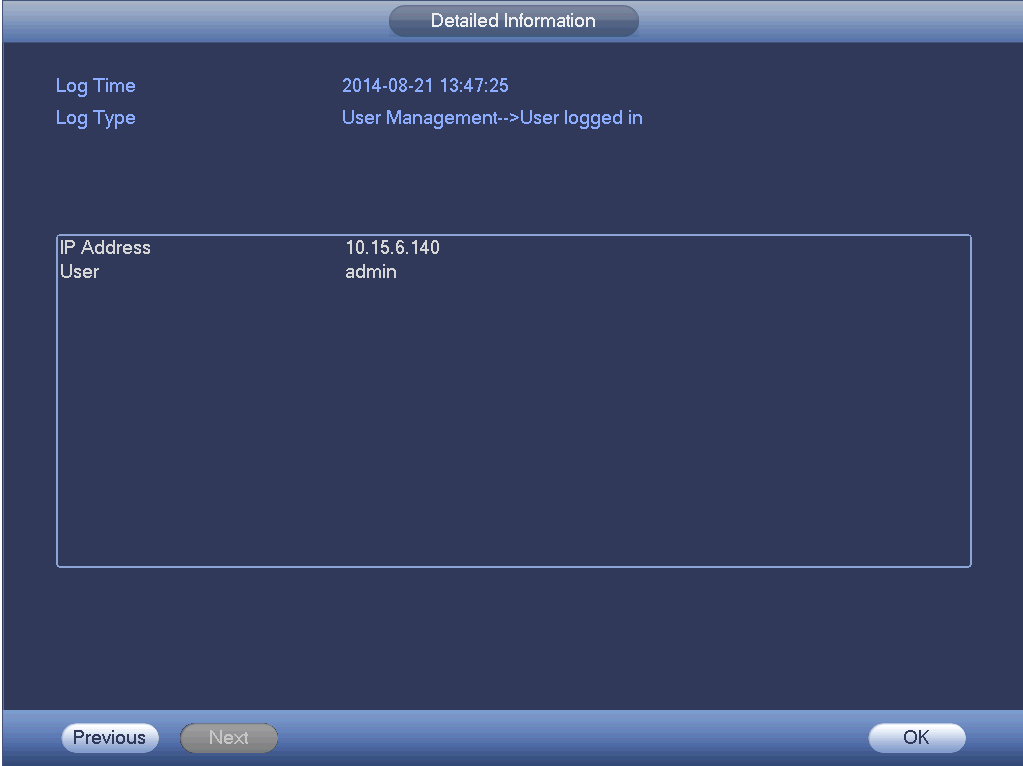 Detailed Information
Log Time 2014-08-21 13:47:25
Log Type User Management-->User logged in
IP Address 10.15.6.140
User admin
Previous Next OK